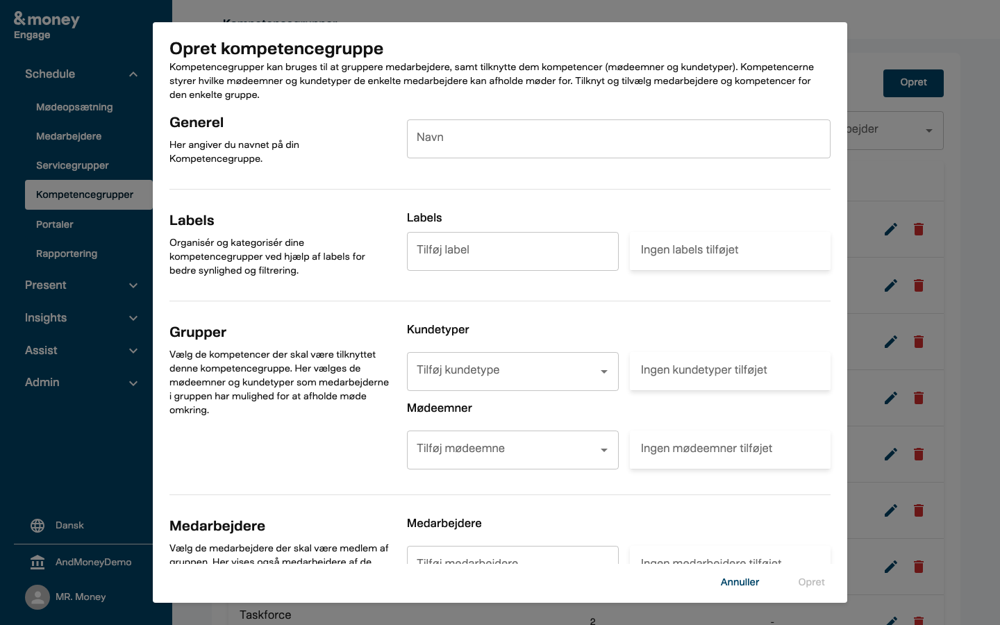 &money
Engage
Schedule
Mødeopsætning
Medarbejdere
Servicegrupper
Kompetencegrupper
Portaler
Rapportering
Present
Insights
Assist
Admin
Dansk
AndMoneyDemo
MR. Money
Kompetencegrupper
Opret
bejder
Opret kompetencegruppe
Kompetencegrupper kan bruges til at gruppere medarbejdere, samt tilknytte dem kompetencer (mødeemner og kundetyper). Kompetencerne
styrer hvilke mødeemner og kundetyper de enkelte medarbejdere kan afholde møder for. Tilknyt og tilvælg medarbejdere og kompetencer for
den enkelte gruppe.
Generel
Her angiver du navnet på din
Kompetencegruppe.
Navn
Labels
Organisér og kategorisér dine
kompetencegrupper ved hjælp af labels for
bedre synlighed og filtrering.
Labels
Tilføj label
Ingen labels tilføjet
Grupper
Vælg de kompetencer der skal være tilknyttet
denne kompetencegruppe. Her vælges de
mødeemner og kundetyper som medarbejderne
i gruppen har mulighed for at afholde møde
omkring.
Kundetyper
Tilføj kundetype
Ingen kundetyper tilføjet
Mødeemner
Tilføj mødeemne
Ingen mødeemner tilføjet
Medarbejdere
Vælg de medarbejdere der skal være medlem af
gruppen. Her vises også medarbejdere af de
Medarbejdere
Tilføj medarbejdere
Ingen medarbejdere tilføjet
Annuller
Opret
Taskforce
2
-